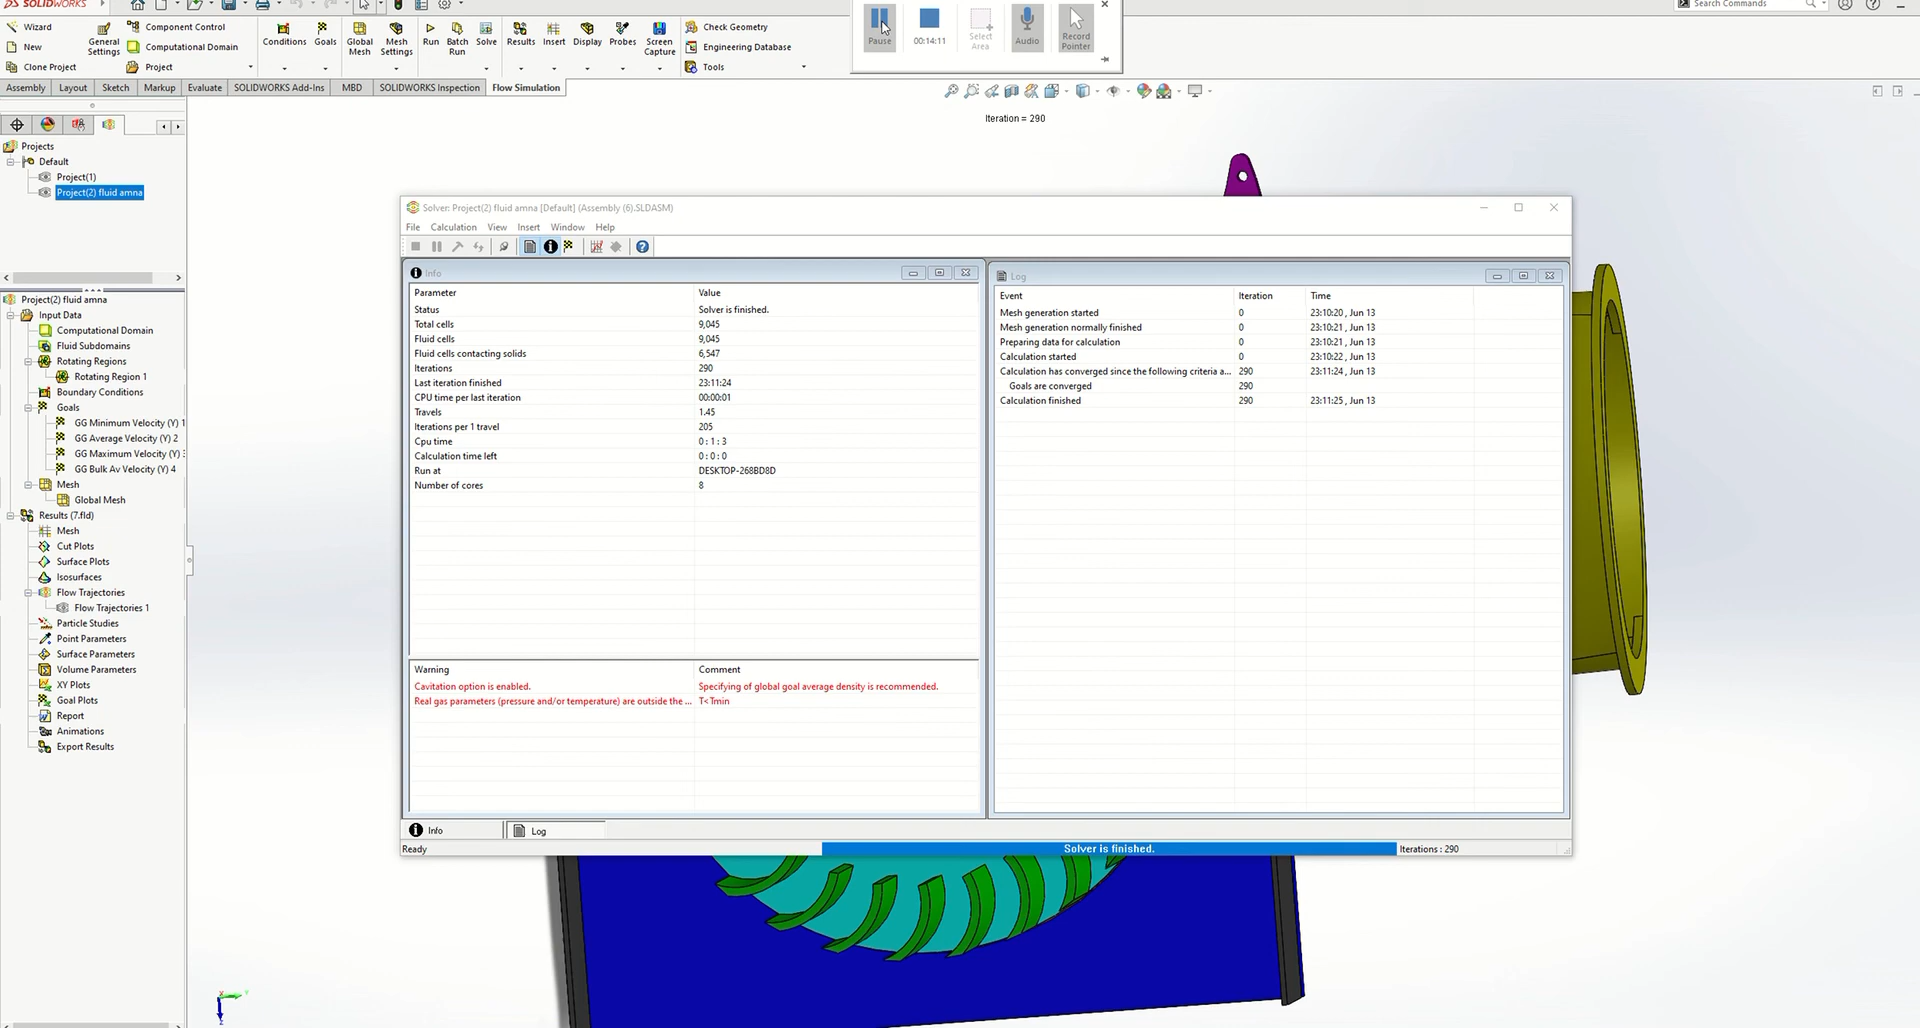 SOLIDWORKS
Search Commands
Wizard
New
Clone Project
General Settings
Component Control
Computational Domain
Project
Conditions
Goals
Global Mesh
Mesh Settings
Run
Batch Run
Solve
Results
Insert
Display
Probes
Screen Capture
Check Geometry
Engineering Database
Tools
Pause
00:14:11
Select Area
Audio
Record Pointer
Assembly
Layout
Sketch
Markup
Evaluate
SOLIDWORKS Add-Ins
MBD
SOLIDWORKS Inspection
Flow Simulation
Iteration = 290
Projects
Default
Project(1)
Project(2) fluid amna
Project(2) fluid amna
Input Data
Computational Domain
Fluid Subdomains
Rotating Regions
Rotating Region 1
Boundary Conditions
Goals
GG Minimum Velocity (Y) 1
GG Average Velocity (Y) 2
GG Maximum Velocity (Y) 3
GG Bulk Av Velocity (Y) 4
Mesh
Global Mesh
Results (7.fld)
Mesh
Cut Plots
Surface Plots
Isosurfaces
Flow Trajectories
Flow Trajectories 1
Particle Studies
Point Parameters
Surface Parameters
Volume Parameters
XY Plots
Goal Plots
Report
Animations
Export Results
Solver: Project(2) fluid amna [Default] (Assembly (6).SLDASM)
File Calculation View Insert Window Help
Info
Parameter Value
Status Solver is finished.
Total cells 9,045
Fluid cells 9,045
Fluid cells contacting solids 6,547
Iterations 290
Last iteration finished 23:11:24
CPU time per last iteration 00:00:01
Travels 1.45
Iterations per 1 travel 205
Cpu time 0 : 1 : 3
Calculation time left 0 : 0 : 0
Run at DESKTOP-268BD8D
Number of cores 8
Warning Comment
Cavitation option is enabled. Specifying of global goal average density is recommended.
Real gas parameters (pressure and/or temperature) are outside the ... T< Tmin
Log
Event Iteration Time
Mesh generation started 0 23:10:20 , Jun 13
Mesh generation normally finished 0 23:10:21 , Jun 13
Preparing data for calculation 0 23:10:21 , Jun 13
Calculation started 0 23:10:22 , Jun 13
Calculation has converged since the following criteria a... 290 23:11:24 , Jun 13
Goals are converged 290
Calculation finished 290 23:11:25 , Jun 13
Info
Log
Ready
Solver is finished.
Iterations : 290